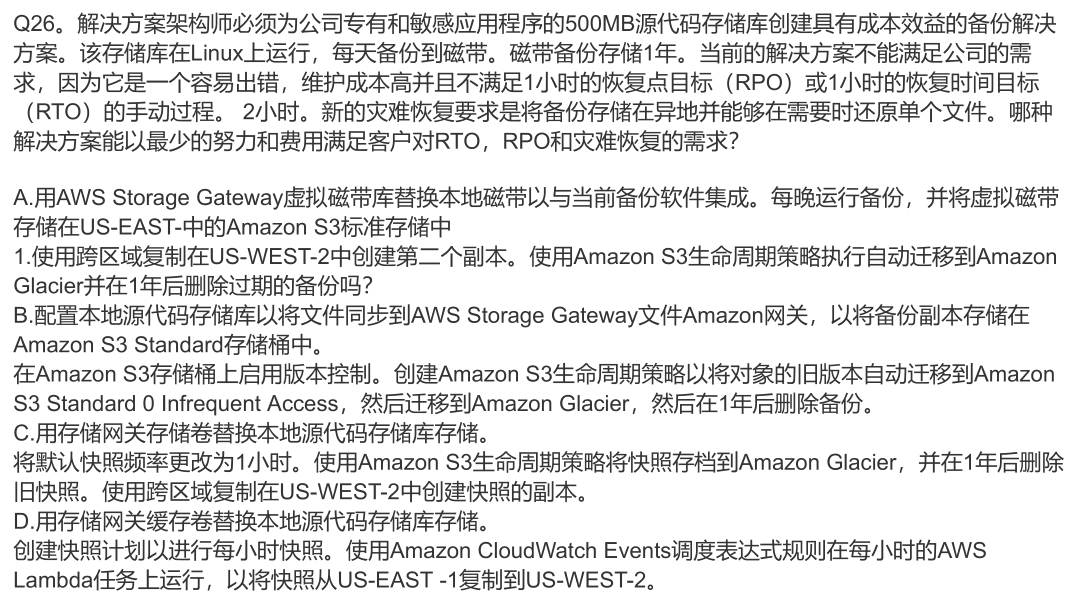 Q26。解决方案架构师必须为公司专有和敏感应用程序的500MB源代码存储库创建具有成本效益的备份解决
方案。该存储库在Linux上运行，每天备份到磁带。磁带备份存储1年。当前的解决方案不能满足公司的需
求，因为它是一个容易出错，维护成本高并且不满足1小时的恢复点目标（RPO）或1小时的恢复时间目标
（RTO）的手动过程。 2小时。新的灾难恢复要求是将备份存储在异地并能够在需要时还原单个文件。哪种
解决方案能以最少的努力和费用满足客户对RTO，RPO和灾难恢复的需求？
A.用AWS Storage Gateway虚拟磁带库替换本地磁带以与当前备份软件集成。每晚运行备份，并将虚拟磁带
存储在US-EAST-中的Amazon S3标准存储中
1.使用跨区域复制在US-WEST-2中创建第二个副本。使用Amazon S3生命周期策略执行自动迁移到Amazon
Glacier并在1年后删除过期的备份吗？
B.配置本地源代码存储库以将文件同步到AWS Storage Gateway文件Amazon网关，以将备份副本存储在
Amazon S3 Standard存储桶中。
在Amazon S3存储桶上启用版本控制。创建Amazon S3生命周期策略以将对象的旧版本自动迁移到Amazon
S3 Standard 0 Infrequent Access，然后迁移到Amazon Glacier，然后在1年后删除备份。
C.用存储网关存储卷替换本地源代码存储库存储。
将默认快照频率更改为1小时。使用Amazon S3生命周期策略将快照存档到Amazon Glacier，并在1年后删除
旧快照。使用跨区域复制在US-WEST-2中创建快照的副本。
D.用存储网关缓存卷替换本地源代码存储库存储。
创建快照计划以进行每小时快照。使用Amazon CloudWatch Events调度表达式规则在每小时的AWS
Lambda任务上运行，以将快照从US-EAST -1复制到US-WEST-2。